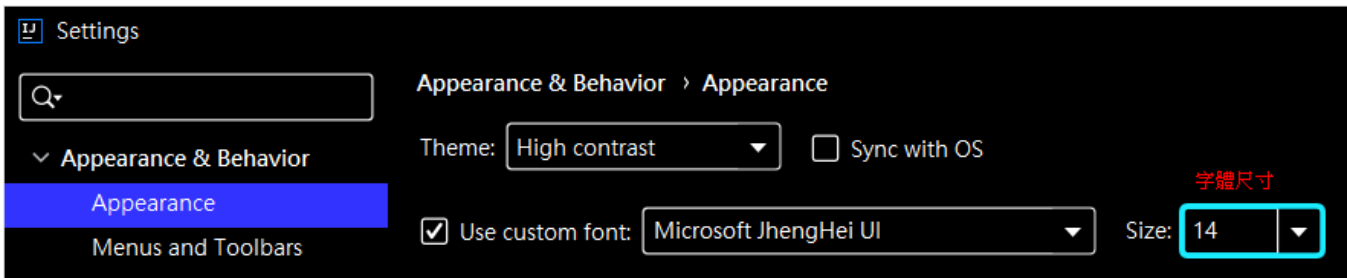 Settings
Appearance & Behavior › Appearance
Theme: High contrast Sync with OS
Appearance & Behavior
字體尺寸
Appearance
Use custom font: Microsoft JhengHei UI Size: 14
Menus and Toolbars